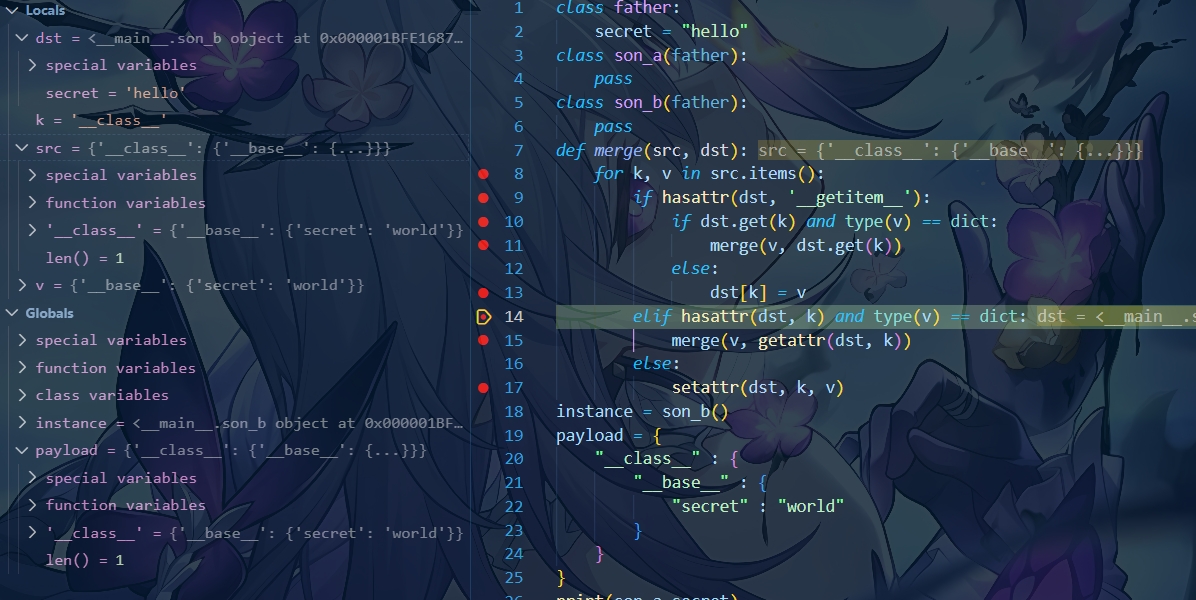 Locals
dst = <__main__.son_b object at 0x000001BFE1687...
special variables
secret = 'hello'
k = '__class__'
src = {'__class__': {'__base__': {...}}}
special variables
function variables
'__class__' = {'__base__': {'secret': 'world'}}
len() = 1
v = {'__base__': {'secret': 'world'}}
Globals
special variables
function variables
class variables
instance = <__main__.son_b object at 0x000001BF...
payload = {'__class__': {'__base__': {...}}}
special variables
function variables
'__class__' = {'__base__': {'secret': 'world'}}
len() = 1
1 class father:
2     secret = "hello"
3 class son_a(father):
4     pass
5 class son_b(father):
6     pass
7 def merge(src, dst): src = {'__class__': {'__base__': {...}}}
8     for k, v in src.items():
9         if hasattr(dst, '__getitem__'):
10             if dst.get(k) and type(v) == dict:
11                 merge(v, dst.get(k))
12             else:
13                 dst[k] = v
14         elif hasattr(dst, k) and type(v) == dict: dst = <__main__.s
15             merge(v, getattr(dst, k))
16         else:
17             setattr(dst, k, v)
18 instance = son_b()
19 payload = {
20     "__class__" : {
21         "__base__" : {
22             "secret" : "world"
23         }
24     }
25 }
26 print(son_a.secret)